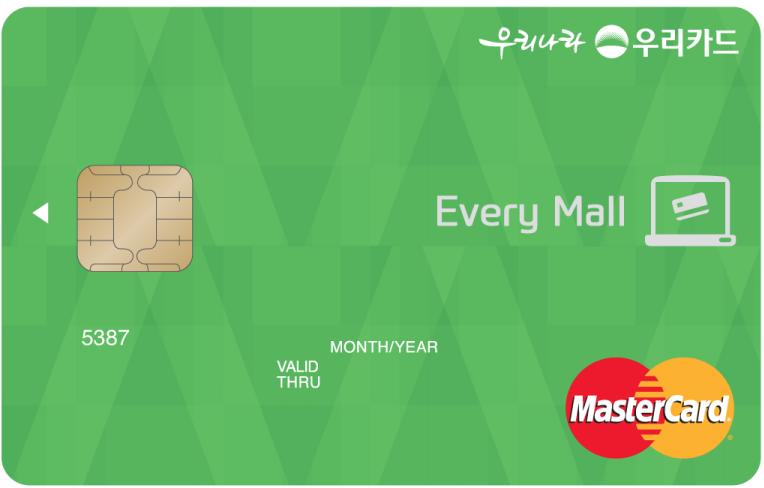 우리나라 우리카드
Every Mall
5387
MONTH/YEAR
VALID
THRU
MasterCard